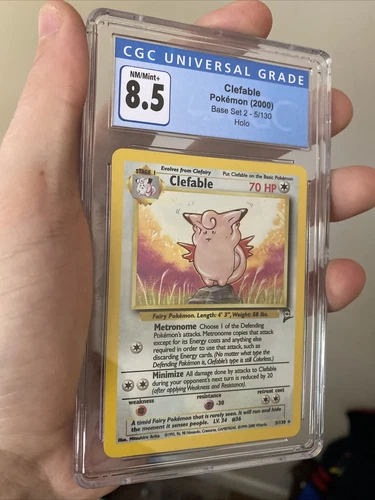 CGC UNIVERSAL GRADE
NM/Mint+
8.5
Clefable
Pokémon (2000)
Base Set 2 - 5/130
Holo
STAGE 1
Evolves from Clefairy
Put Clefable on the Basic Pokémon
Clefable
70 HP
Fairy Pokémon. Length: 4' 3", Weight: 88 lbs.
Metronome Choose 1 of the Defending
Pokémon's attacks. Metronome copies that attack
except for its Energy costs and anything else
required in order to use that attack, such as
discarding Energy cards. (No matter what type the
Defending Pokémon is, Clefable's type is still Colorless.)
Minimize All damage done by attacks to Clefable
during your opponent's next turn is reduced by 20
(after applying Weakness and Resistance).
weakness
resistance
retreat cost
-30
A timid Fairy Pokémon that is rarely seen. It will run and hide
the moment it senses people. LV. 34 #36
Illus. Mitsuhiro Arita
5/130